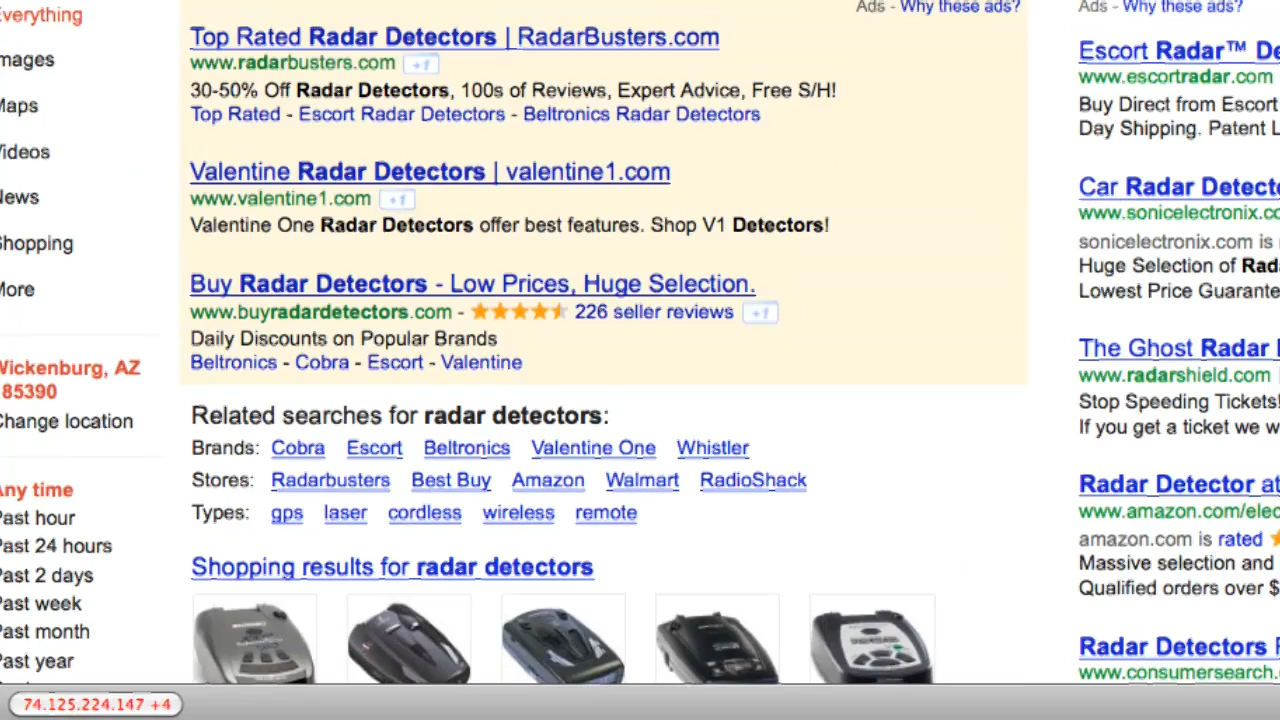 Everything
Images
Maps
Videos
News
Shopping
More
Wickenburg, AZ
85390
Change location
Any time
Past hour
Past 24 hours
Past 2 days
Past week
Past month
Past year
Ads - Why these ads?
Top Rated Radar Detectors | RadarBusters.com
www.radarbusters.com +1
30-50% Off Radar Detectors, 100s of Reviews, Expert Advice, Free S/H!
Top Rated - Escort Radar Detectors - Beltronics Radar Detectors
Valentine Radar Detectors | valentine1.com
www.valentine1.com +1
Valentine One Radar Detectors offer best features. Shop V1 Detectors!
Buy Radar Detectors - Low Prices, Huge Selection.
www.buyradardetectors.com - 226 seller reviews +1
Daily Discounts on Popular Brands
Beltronics - Cobra - Escort - Valentine
Related searches for radar detectors:
Brands: Cobra Escort Beltronics Valentine One Whistler
Stores: Radarbusters Best Buy Amazon Walmart RadioShack
Types: gps laser cordless wireless remote
Shopping results for radar detectors
Ads - Why these ads?
Escort Radar™ De
www.escortradar.com
Buy Direct from Escort
Day Shipping. Patent L
Car Radar Detecto
www.sonicelectronix.co
sonicelectronix.com is
Huge Selection of Rad
Lowest Price Guarante
The Ghost Radar
www.radarshield.com
Stop Speeding Tickets!
If you get a ticket we w
Radar Detector at
www.amazon.com/elec
amazon.com is rated
Massive selection and
Qualified orders over $
Radar Detectors
www.consumersearch.
74.125.224.147 +4